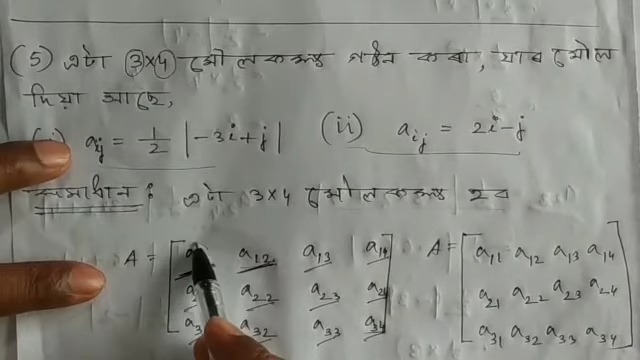 (5) এটা 3×4 মৌলকক্ষ গঠন কৰা, যাৰ মৌল
দিয়া আছে,
(i) aᵢⱼ = 1/2 |-3i+j| (ii) aᵢⱼ = 2i-j
সমাধান : এটা 3×4 মৌলকক্ষ হব
A = [ a₁₂ a₁₃ a₁₄ A = [ a₁₁ a₁₂ a₁₃ a₁₄
a₂₂ a₂₃ a₂₄ a₂₁ a₂₂ a₂₃ a₂₄
a₃₂ a₃₃ a₃₄ ] a₃₁ a₃₂ a₃₃ a₃₄ ]